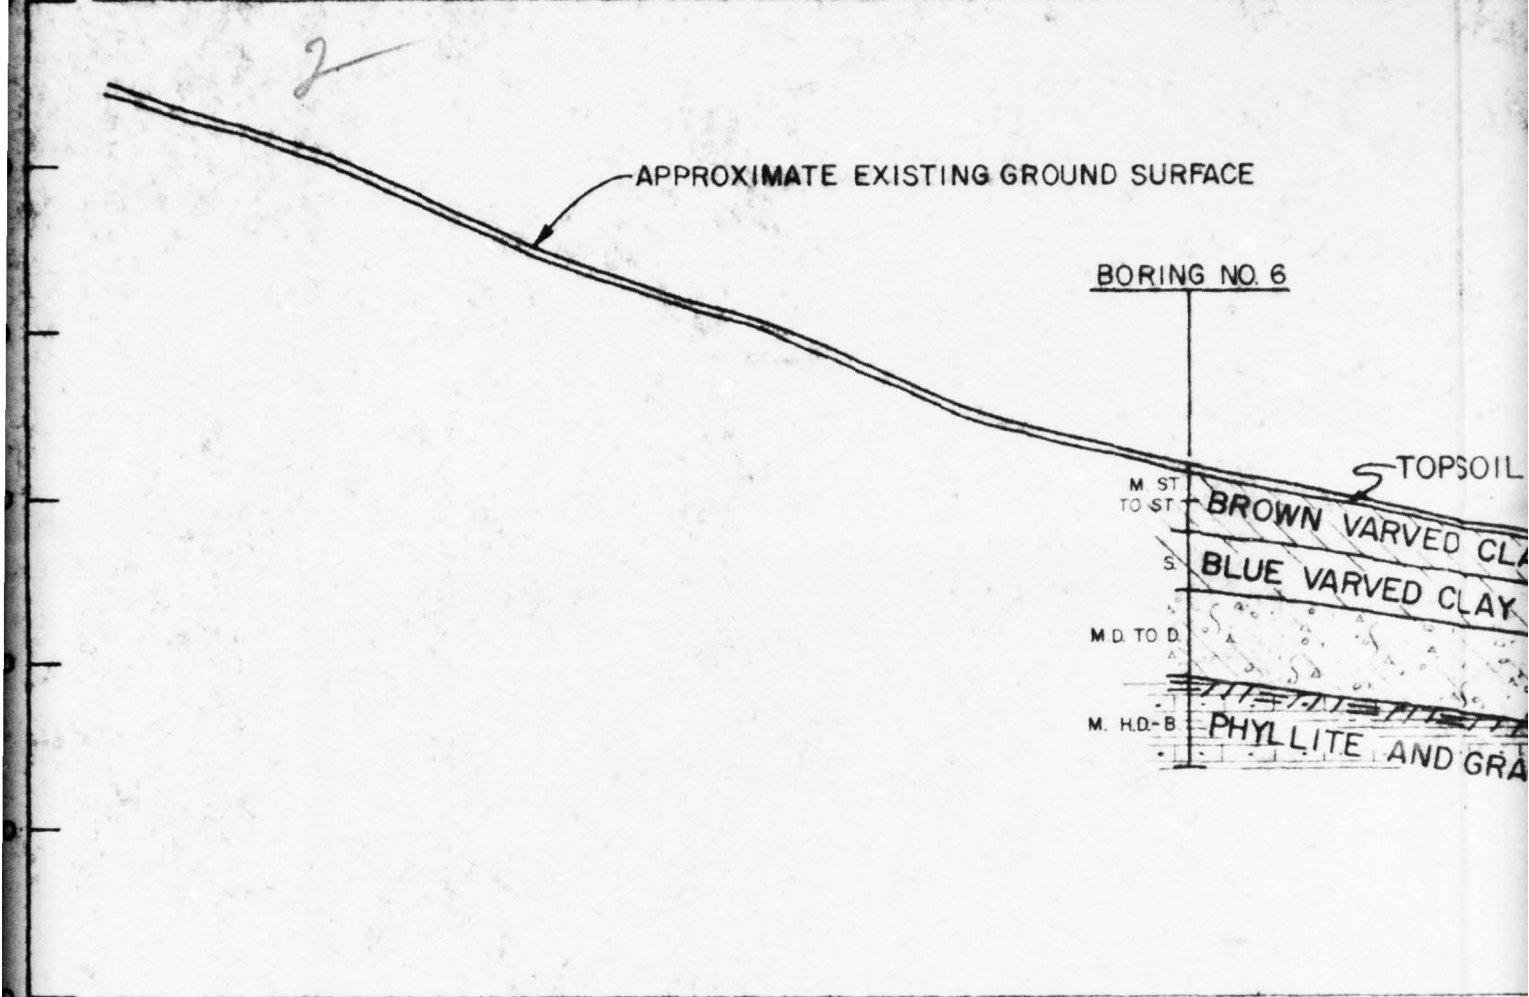 2
APPROXIMATE EXISTING GROUND SURFACE
BORING NO. 6
TOPSOIL
M. ST.
TO ST.
BROWN VARVED CLA
S.
BLUE VARVED CLAY
M.D. TO D.
M. H.D.-B.
PHYLLITE AND GRA